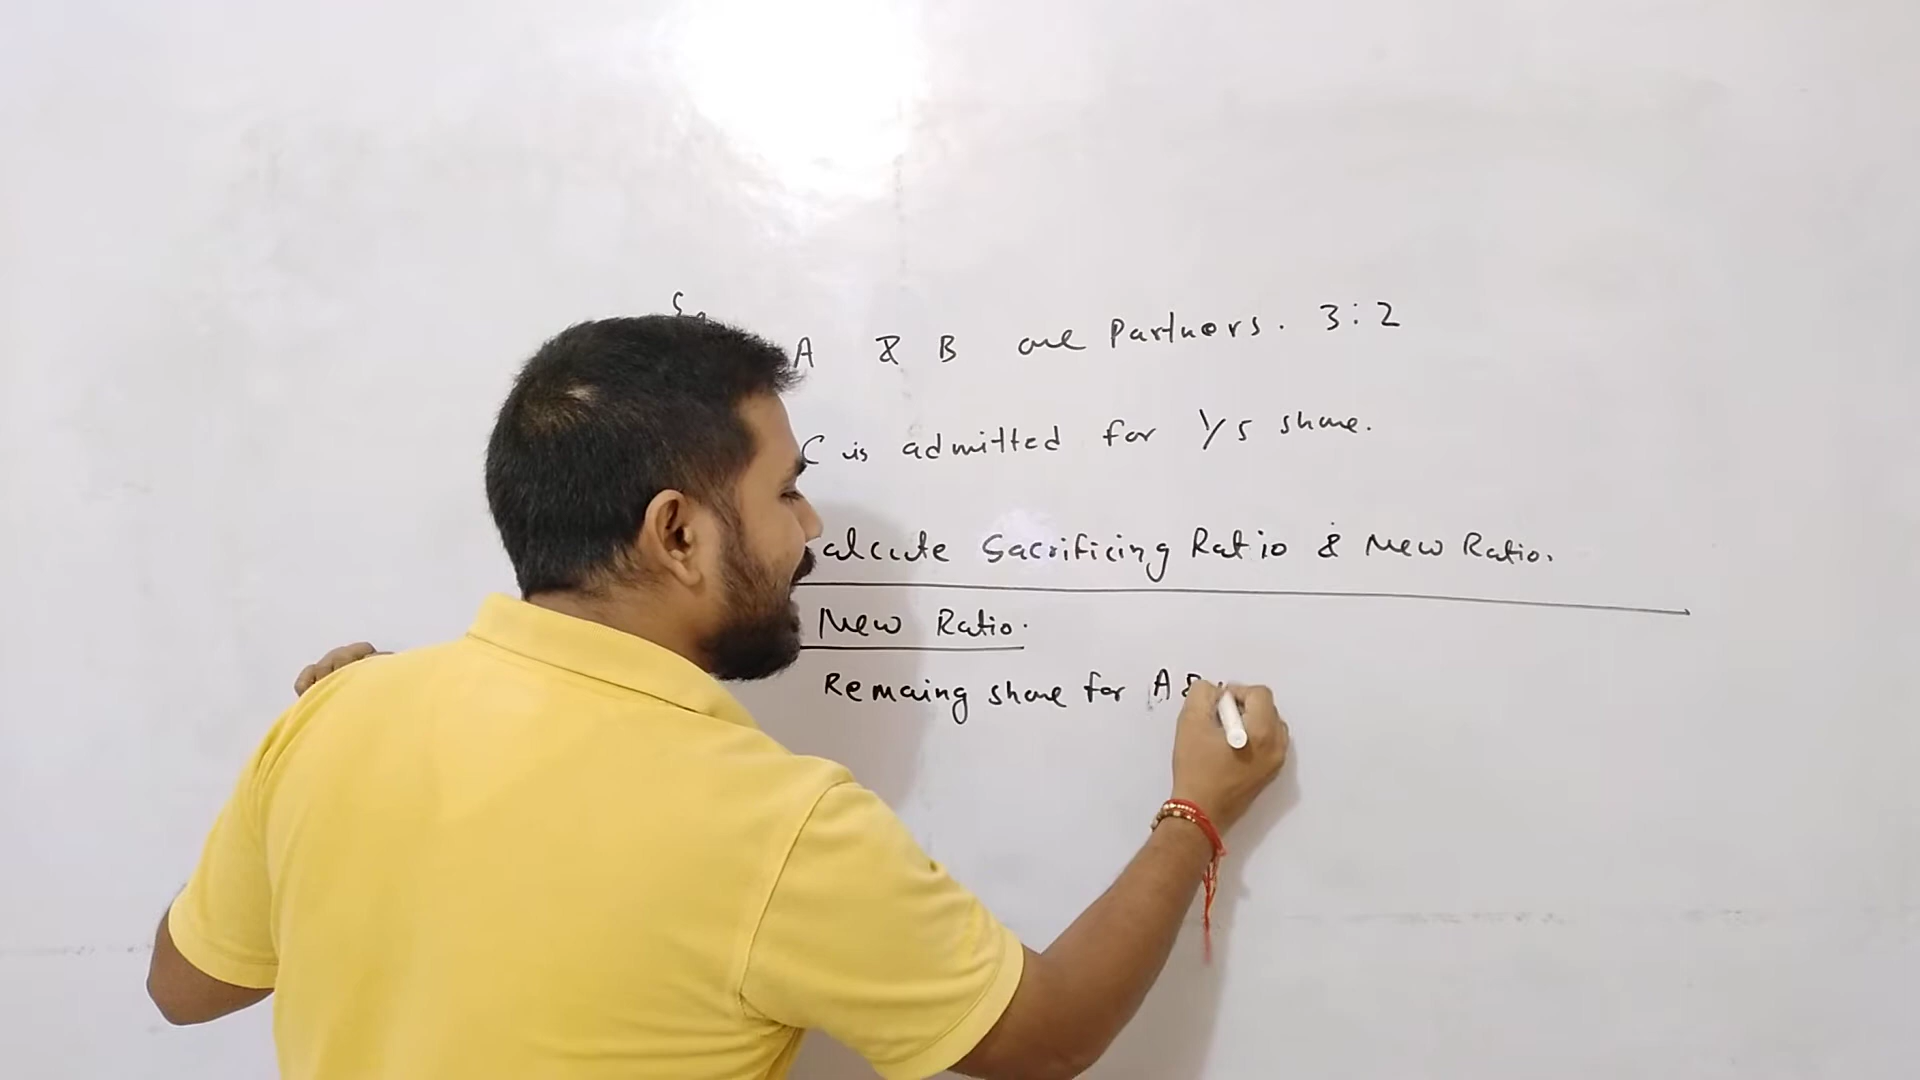 A & B are Partners. 3:2
C is admitted for 1/5 share.
alculte Sacrificing Ratio & New Ratio.
New Ratio.
Remaing share for A &